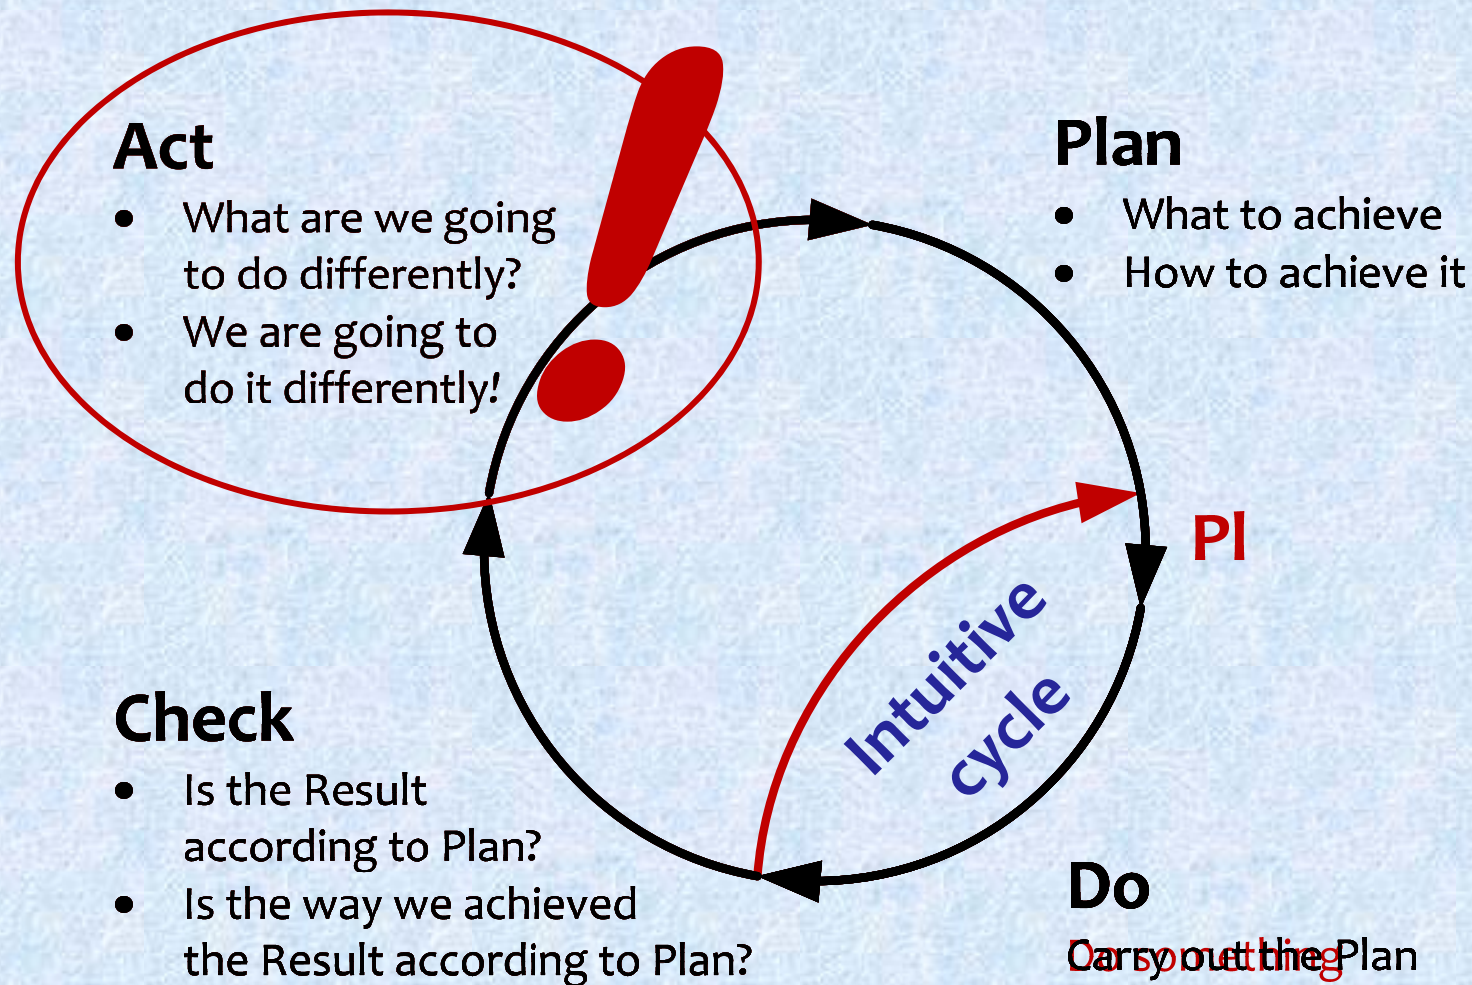 Act
• What are we going
to do differently?
• We are going to
do it differently!
Plan
• What to achieve
• How to achieve it
Pl
Intuitive
cycle
Check
• Is the Result
according to Plan?
• Is the way we achieved
the Result according to Plan?
Do
Do something
Carry out the Plan